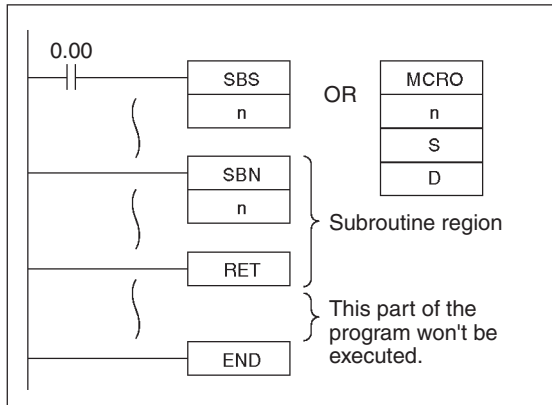 0.00
SBS
n
OR
MCRO
n
S
D
SBN
n
Subroutine region
RET
This part of the
program won't be
executed.
END